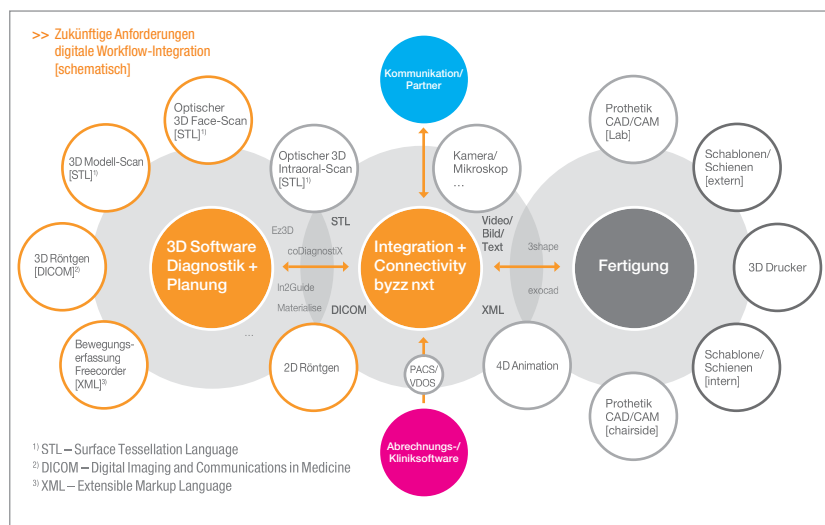 >> Zukünftige Anforderungen
digitale Workflow-Integration
[schematisch]
Kommunikation/
Partner
Optischer
3D Face-Scan
[STL]1)
3D Modell-Scan
[STL]1)
Optischer 3D
Intraoral-Scan
[STL]1)
Kamera/
Mikroskop
...
Prothetik
CAD/CAM
[Lab]
Schablonen/
Schienen
[extern]
3D Röntgen
[DICOM]2)
3D Software
Diagnostik +
Planung
Ez3D
coDiagnostiX
In2Guide
Materialise
...
STL
DICOM
Integration +
Connectivity
byzz nxt
Video/
Bild/
Text
XML
3shape
exocad
Fertigung
3D Drucker
Bewegungs-
erfassung
Freecorder
[XML]3)
2D Röntgen
PACS/
VDOS
4D Animation
Schablone/
Schienen
[intern]
Prothetik
CAD/CAM
[chairside]
Abrechnungs-/
Kliniksoftware
1) STL – Surface Tessellation Language
2) DICOM – Digital Imaging and Communications in Medicine
3) XML – Extensible Markup Language